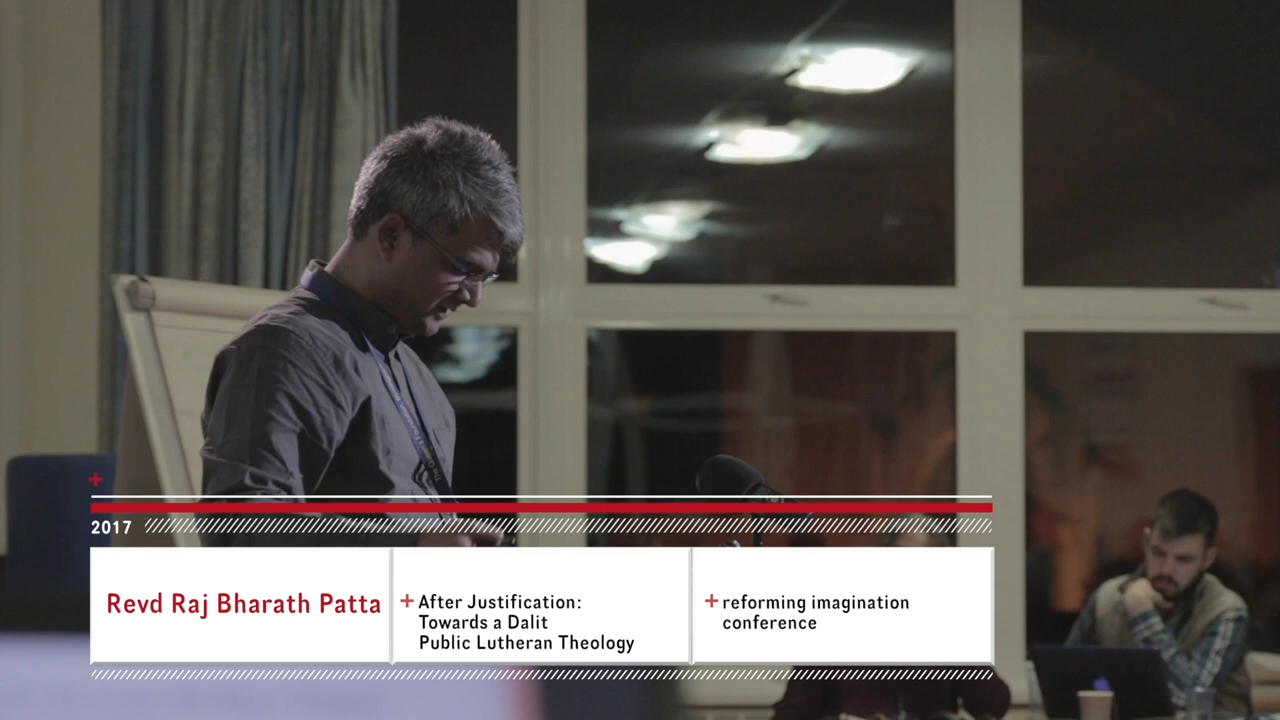 2017
Revd Raj Bharath Patta
After Justification:
Towards a Dalit
Public Lutheran Theology
reforming imagination
conference